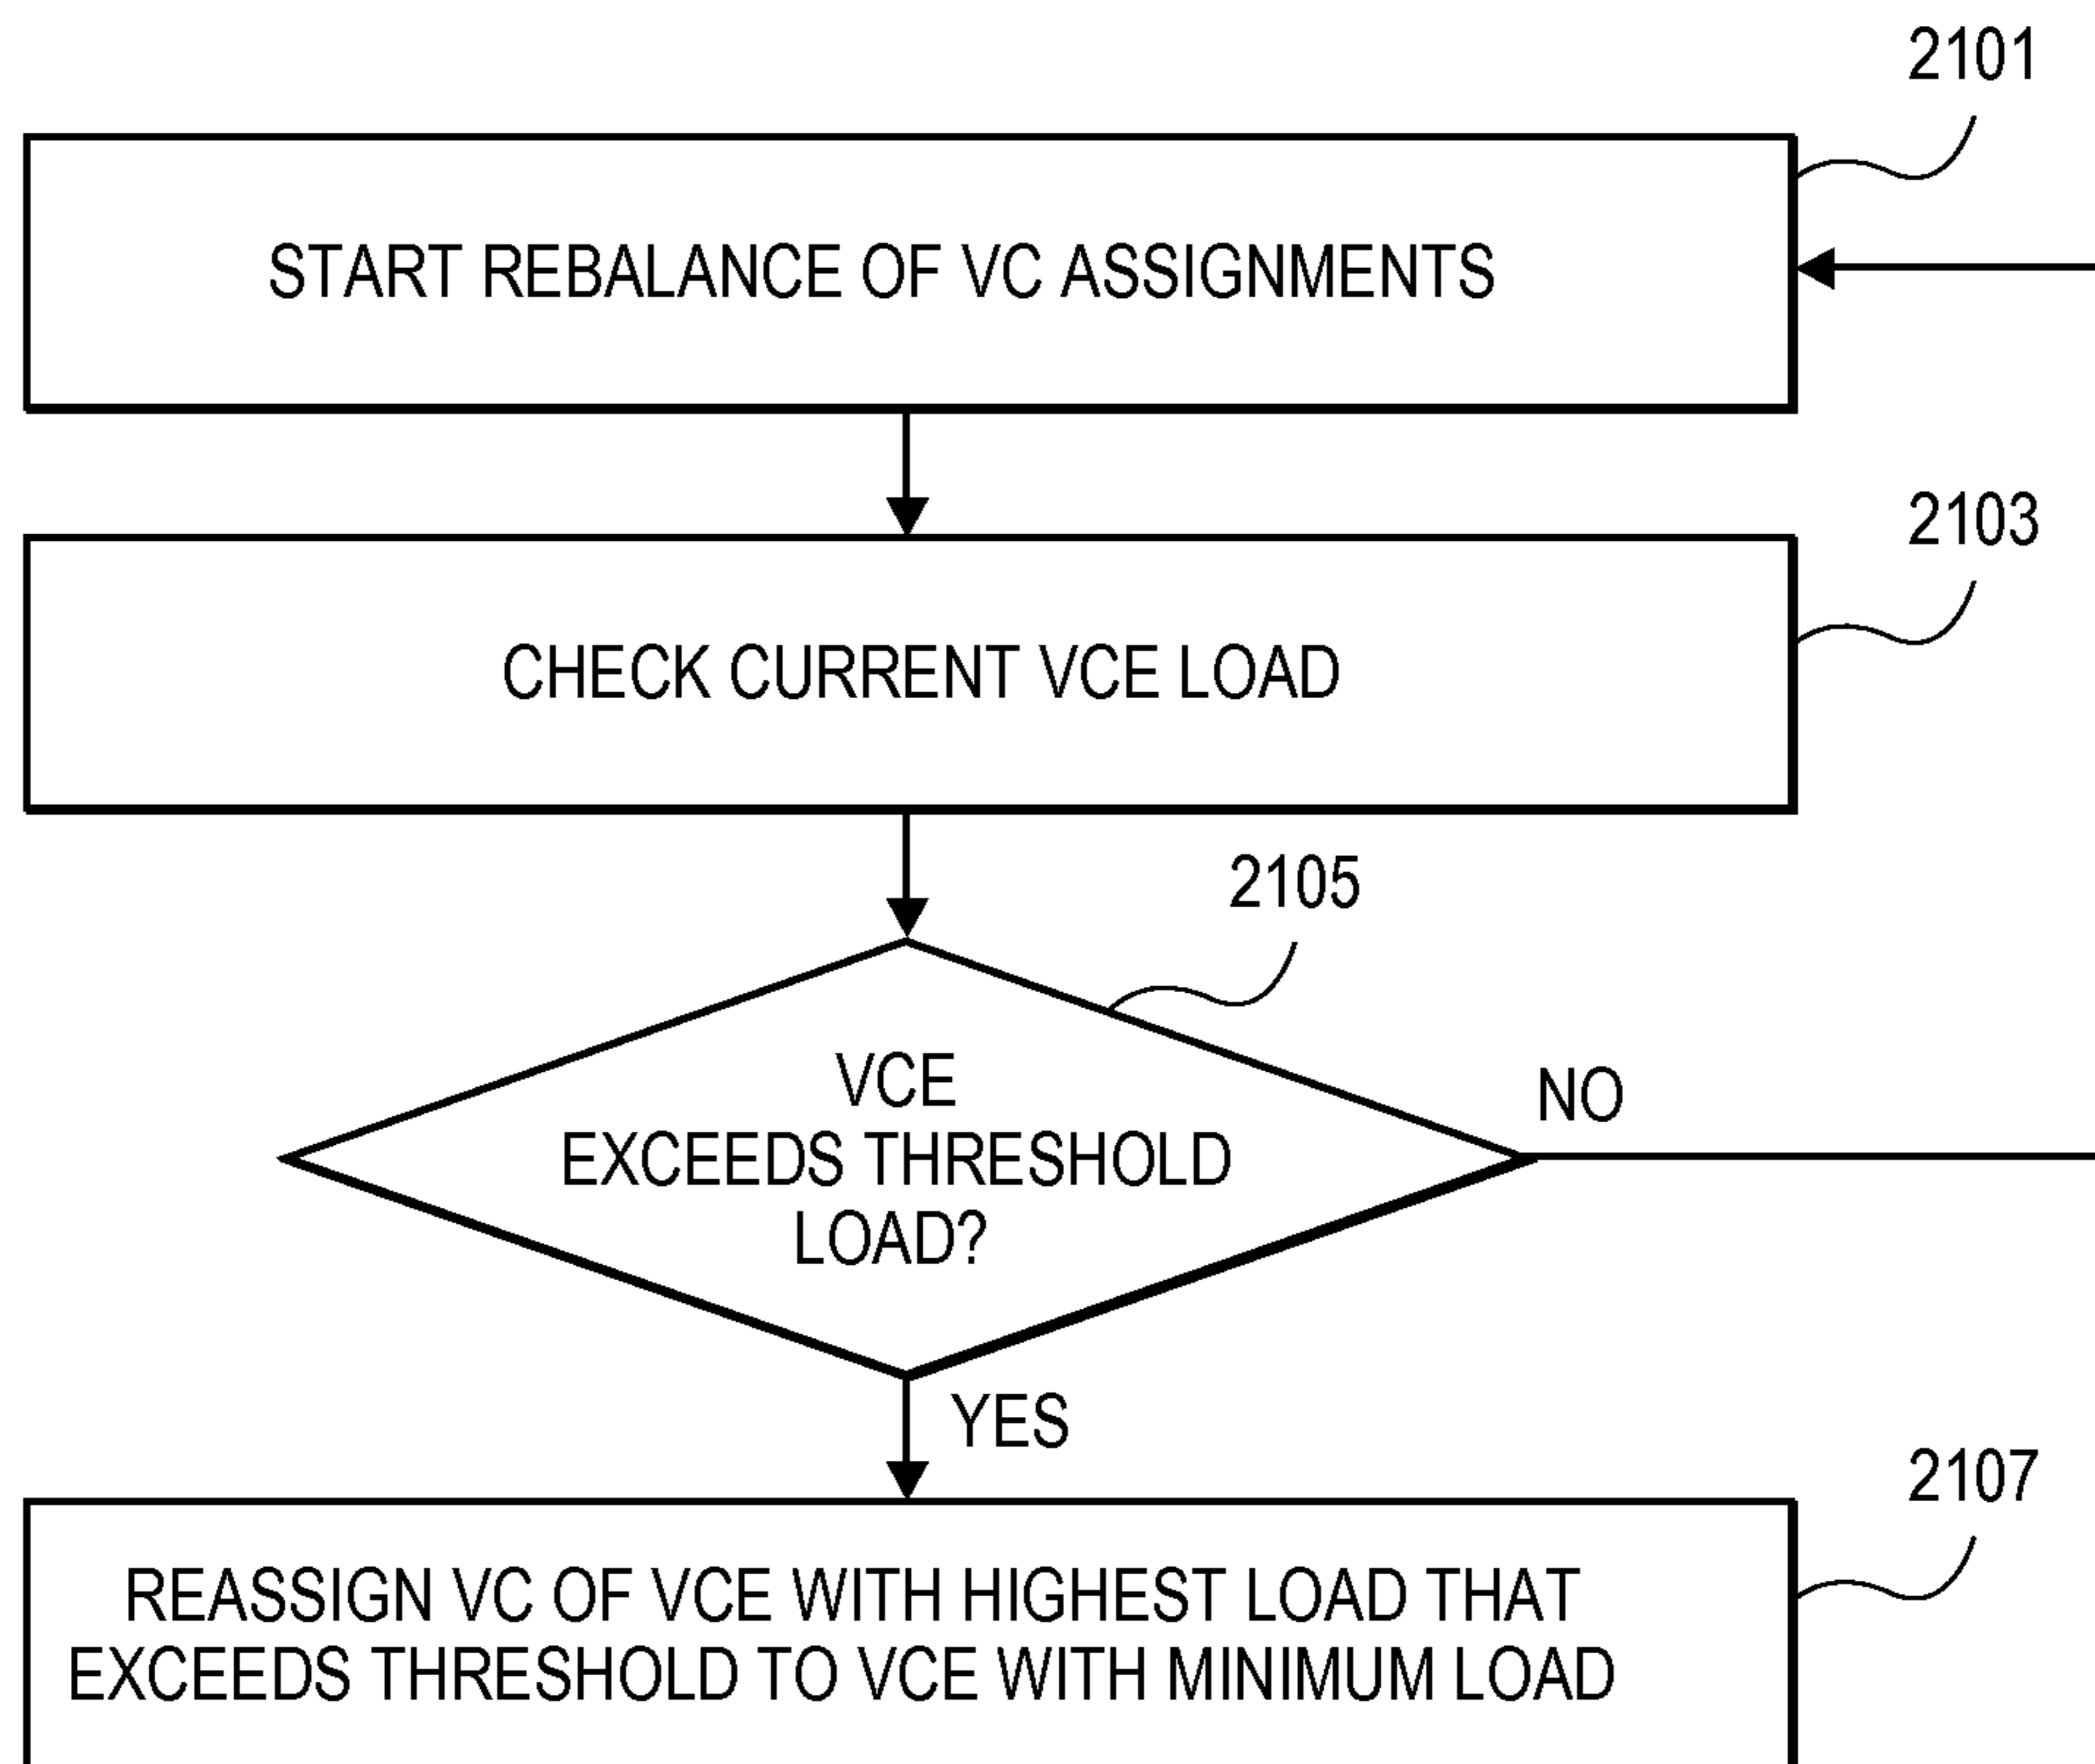 2101
START REBALANCE OF VC ASSIGNMENTS
2103
CHECK CURRENT VCE LOAD
2105
VCE
EXCEEDS THRESHOLD
LOAD?
NO
YES
2107
REASSIGN VC OF VCE WITH HIGHEST LOAD THAT
EXCEEDS THRESHOLD TO VCE WITH MINIMUM LOAD